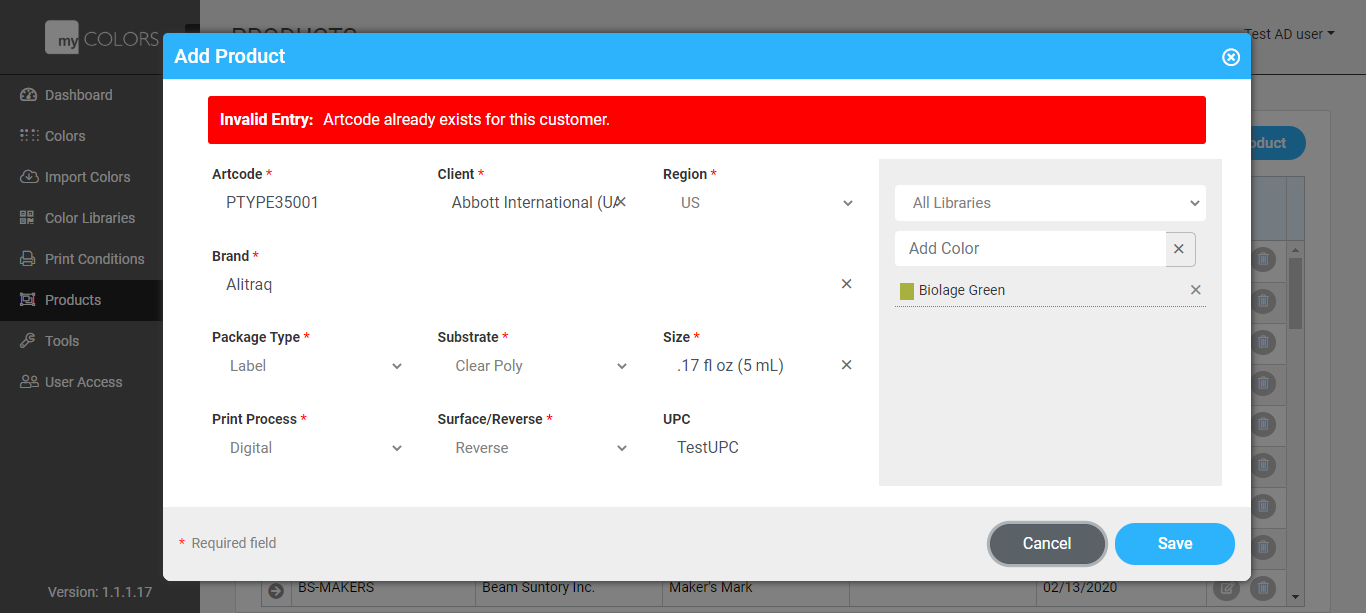 my COLORS
PRODUCTS
Test AD user
Dashboard
Colors
Import Colors
Color Libraries
Print Conditions
Products
Tools
User Access
Version: 1.1.1.17
Add Product
Invalid Entry: Artcode already exists for this customer.
Artcode * Client * Region *
PTYPE35001 Abbott International (UA US
Brand *
Alitraq
Package Type * Substrate * Size *
Label Clear Poly .17 fl oz (5 mL)
Print Process * Surface/Reverse * UPC
Digital Reverse TestUPC
All Libraries
Add Color
Biolage Green
* Required field
Cancel Save
BS-MAKERS Beam Suntory Inc. Maker's Mark 02/13/2020